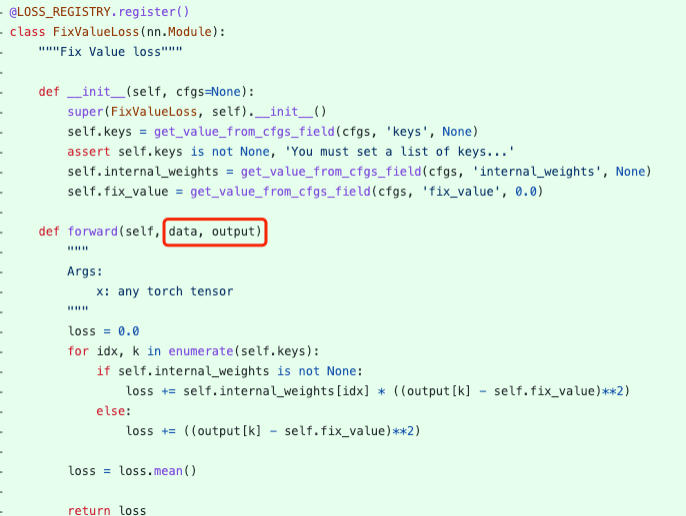 - @LOSS_REGISTRY.register()
- class FixValueLoss(nn.Module):
-     """Fix Value loss"""
-
-     def __init__(self, cfgs=None):
-         super(FixValueLoss, self).__init__()
-         self.keys = get_value_from_cfgs_field(cfgs, 'keys', None)
-         assert self.keys is not None, 'You must set a list of keys...'
-         self.internal_weights = get_value_from_cfgs_field(cfgs, 'internal_weights', None)
-         self.fix_value = get_value_from_cfgs_field(cfgs, 'fix_value', 0.0)
-
-     def forward(self, data, output)
-         """
-         Args:
-             x: any torch tensor
-         """
-         loss = 0.0
-         for idx, k in enumerate(self.keys):
-             if self.internal_weights is not None:
-                 loss += self.internal_weights[idx] * ((output[k] - self.fix_value)**2)
-             else:
-                 loss += ((output[k] - self.fix_value)**2)
-
-         loss = loss.mean()
-
-         return loss